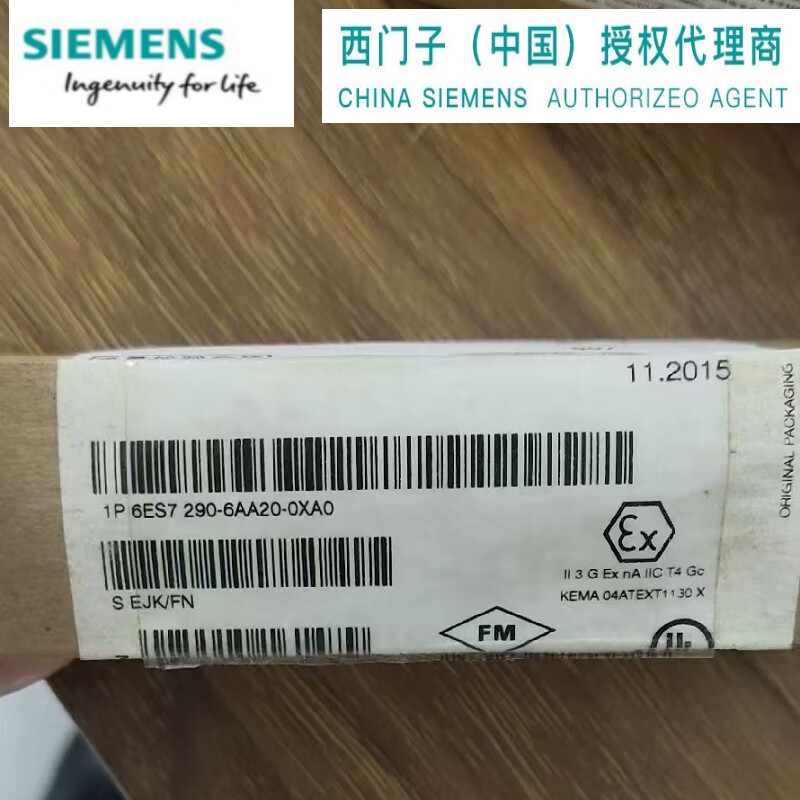 SIEMENS
Ingenuity for life
西门子（中国）授权代理商
CHINA SIEMENS AUTHORIZEO AGENT
11.2015
ORIGINAL PACKAGING
1P 6ES7 290-6AA20-0XA0
Ex
II 3 G Ex nA IIC T4 Gc
KEMA 04ATEXT1130 X
S EJK/FN
FM